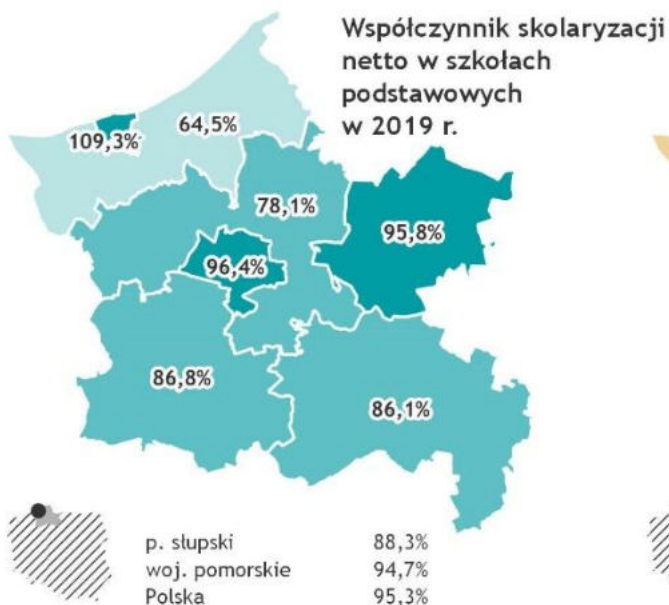 Współczynnik skolaryzacji
netto w szkołach
podstawowych
w 2019 r.
64,5%
109,3%
78,1%
95,8%
96,4%
86,8%
86,1%
p. słupski 88,3%
woj. pomorskie 94,7%
Polska 95,3%